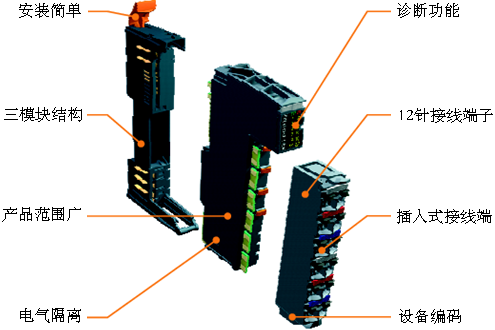 安装简单
诊断功能
三模块结构
12针接线端子
产品范围广
插入式接线端
电气隔离
设备编码